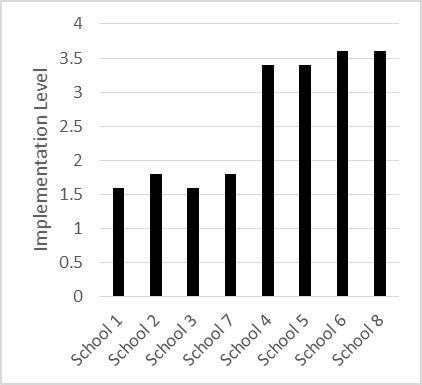 Implementation Level
4
3.5
3
2.5
2
1.5
1
0.5
0
School 1
School 2
School 3
School 7
School 4
School 5
School 6
School 8